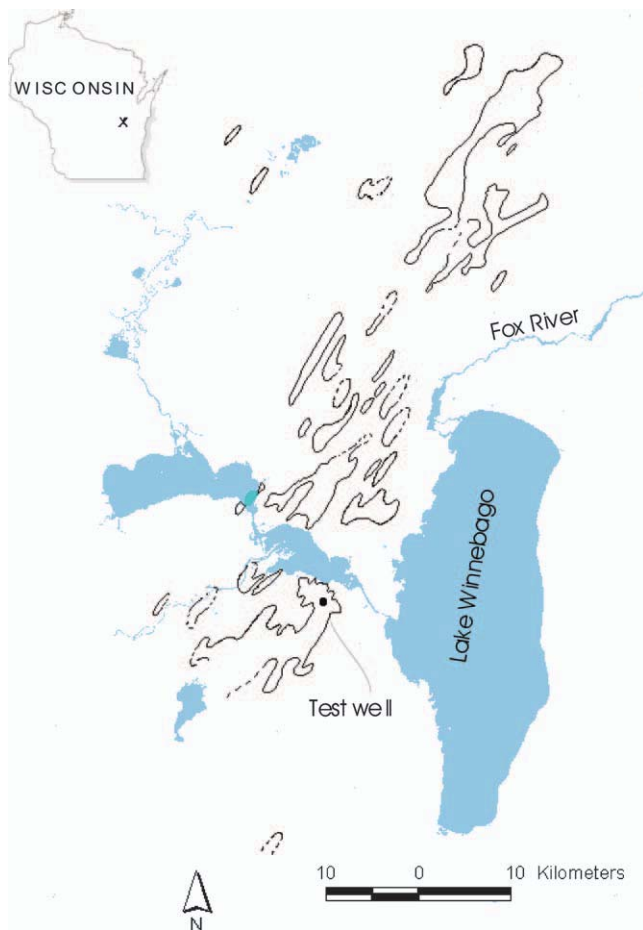 WISCONSIN
x
Fox River
Lake Winnebago
Test well
10 0 10 Kilometers
N